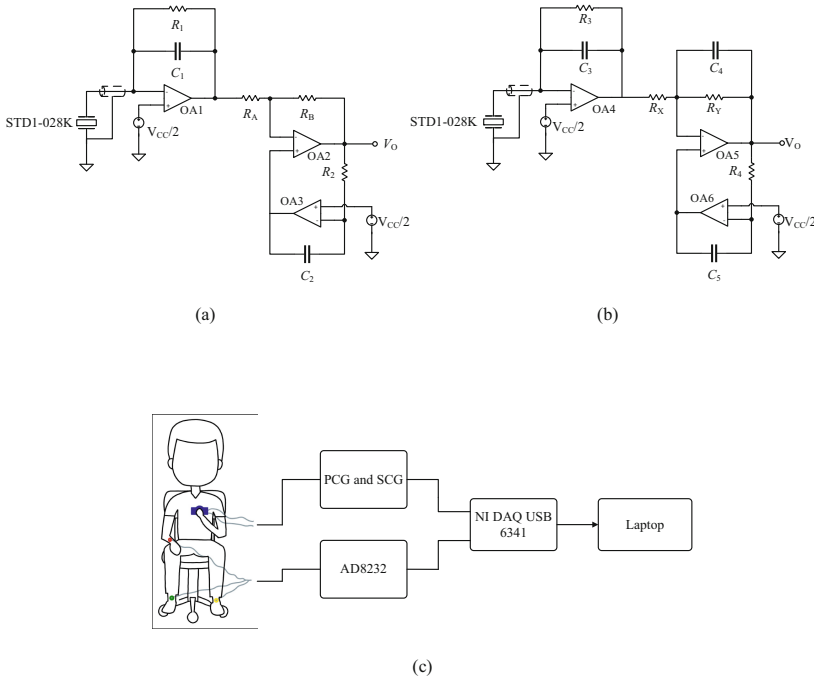 R1
C1
OA1
STD1-028K
VCC/2
RA
RB
OA2
VO
R2
OA3
VCC/2
C2
(a)
R3
C3
OA4
STD1-028K
VCC/2
RX
C4
RY
OA5
VO
R4
OA6
VCC/2
C5
(b)
PCG and SCG
AD8232
NI DAQ USB
6341
Laptop
(c)